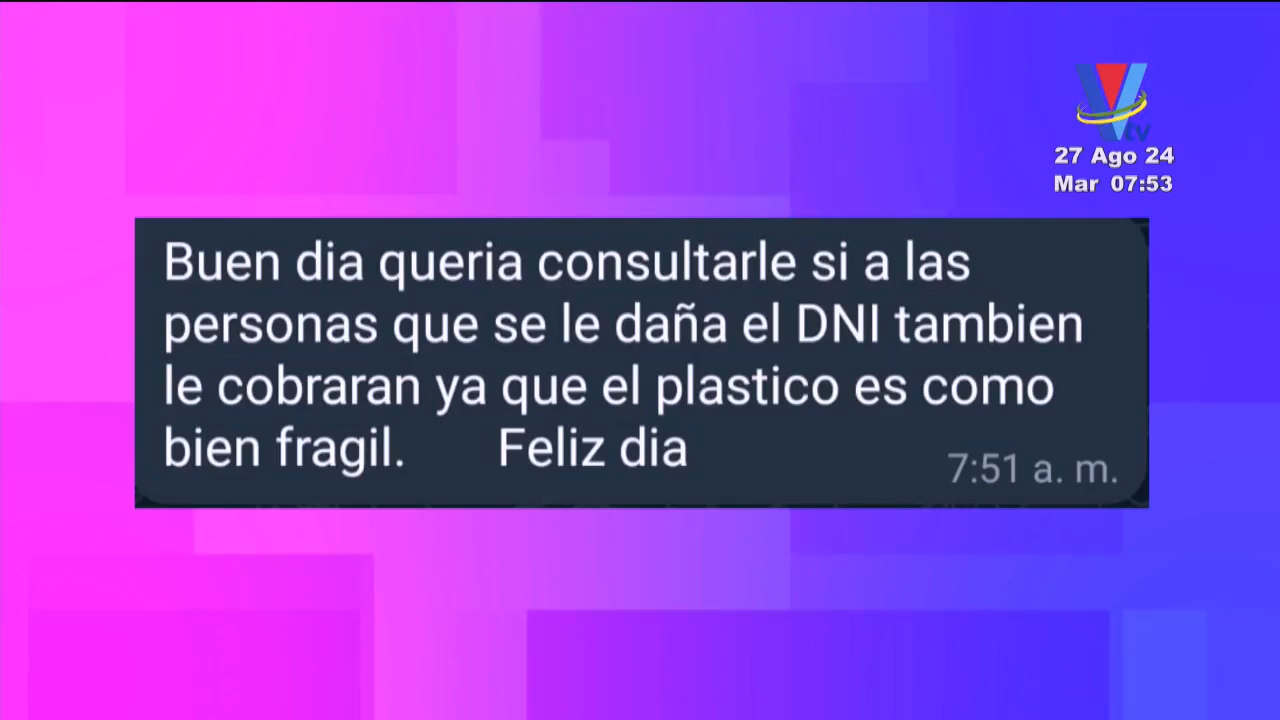 tv
27 Ago 24
Mar 07:53
Buen dia queria consultarle si a las
personas que se le daña el DNI tambien
le cobraran ya que el plastico es como
bien fragil. Feliz dia
7:51 a. m.